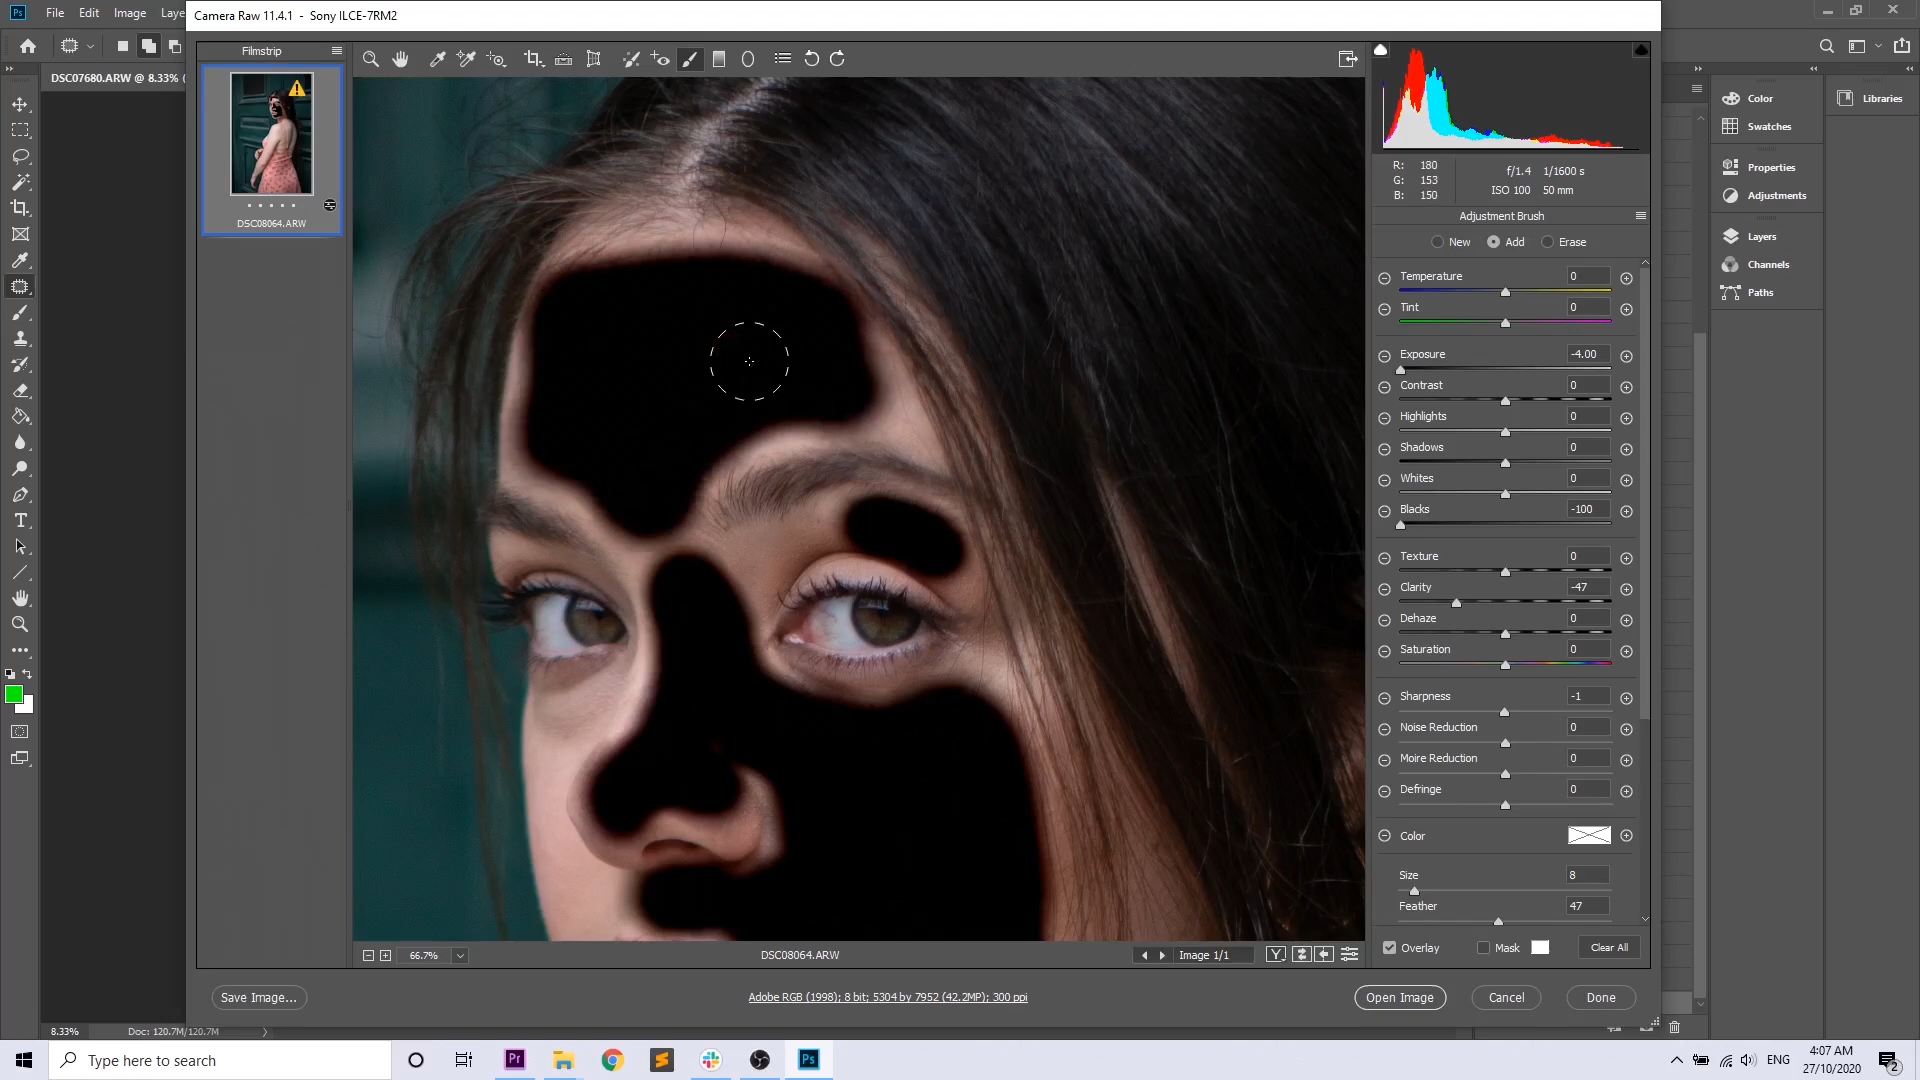 File Edit Image Laye
Camera Raw 11.4.1 - Sony ILCE-7RM2
DSC07680.ARW @ 8.33% (
Filmstrip
DSC08064.ARW
R: 180
G: 153
B: 150
f/1.4 1/1600 s
ISO 100 50 mm
Adjustment Brush
New Add Erase
Temperature 0
Tint 0
Exposure -4.00
Contrast 0
Highlights 0
Shadows 0
Whites 0
Blacks -100
Texture 0
Clarity -47
Dehaze 0
Saturation 0
Sharpness -1
Noise Reduction 0
Moire Reduction 0
Defringe 0
Color
Size 8
Feather 47
Overlay Mask Clear All
Color
Swatches
Properties
Adjustments
Layers
Channels
Paths
Libraries
66.7% DSC08064.ARW Image 1/1
Save Image... Adobe RGB (1998); 8 bit; 5304 by 7952 (42.2MP); 300 ppi Open Image Cancel Done
8.33% Doc: 120.7M/120.7M
Type here to search
Pr
Ps
ENG
4:07 AM
27/10/2020
2